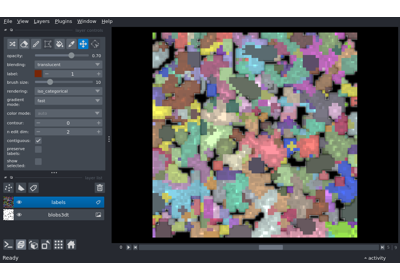 File View Layers Plugins Window Help
opacity: 0.70
blending: translucent
label: 1
brush size: 10
rendering: iso_categorical
gradient mode: fast
color mode:
contour: 0
n edit dim: 2
contiguous:
preserve labels:
show selected:
labels
blobs3dt
0
Ready
activity